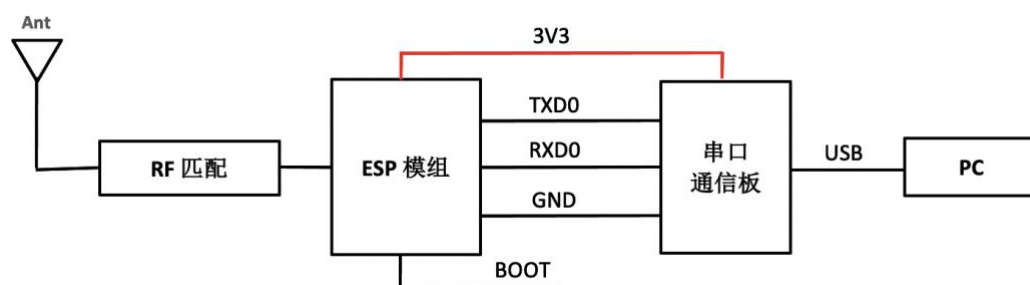 Ant
3V3
TXD0
RF 匹配
ESP 模组
RXD0
串口
通信板
USB
PC
GND
BOOT